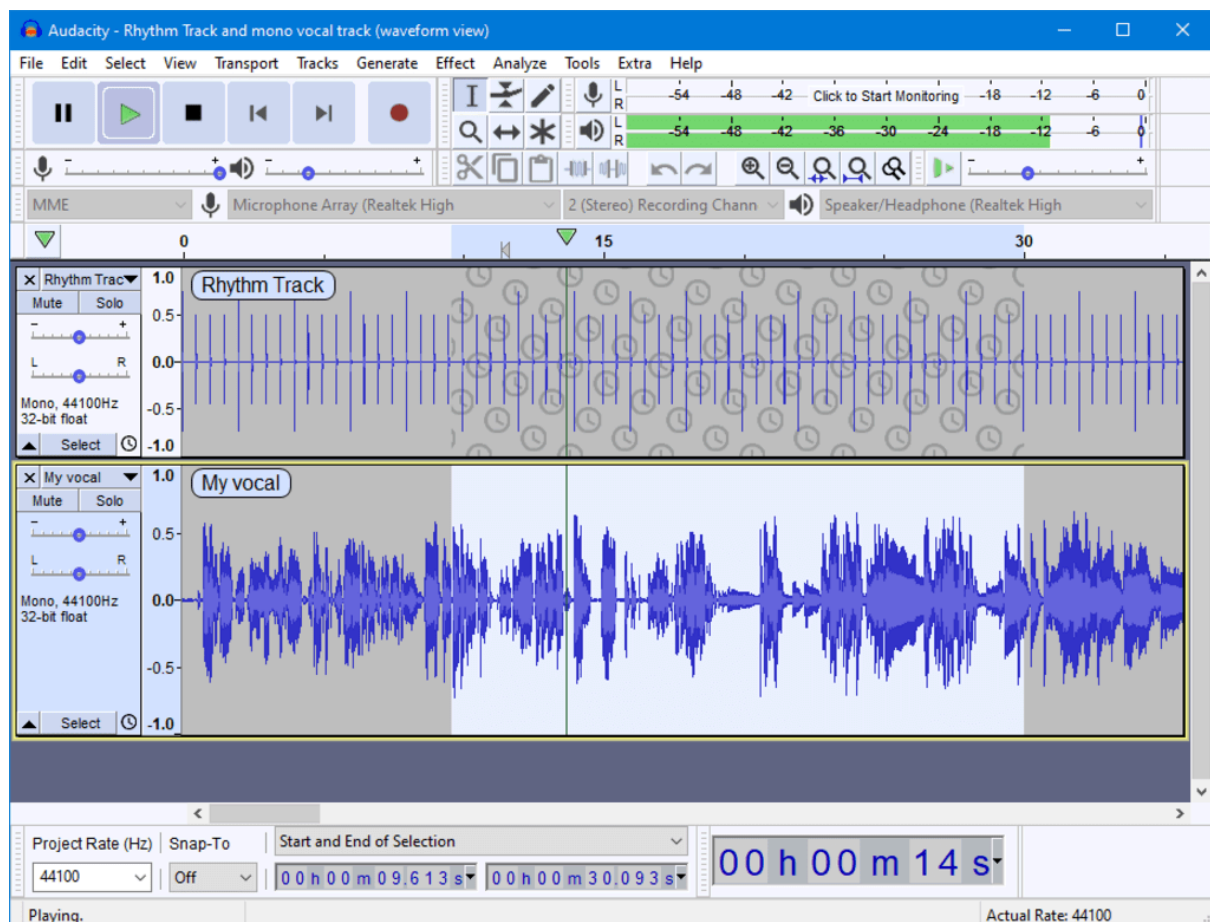 Audacity - Rhythm Track and mono vocal track (waveform view)
File Edit Select View Transport Tracks Generate Effect Analyze Tools Extra Help
L
R
-54 -48 -42 Click to Start Monitoring -18 -12 -6 0
L
R
-54 -48 -42 -36 -30 -24 -18 -12 -6 0
- +
- +
- +
MME
Microphone Array (Realtek High
2 (Stereo) Recording Chann
Speaker/Headphone (Realtek High
0 15 30
Rhythm Trac
Mute Solo
- +
L R
Mono, 44100Hz
32-bit float
Select
1.0
0.5
0.0
-0.5
-1.0
Rhythm Track
My vocal
Mute Solo
- +
L R
Mono, 44100Hz
32-bit float
Select
1.0
0.5
0.0
-0.5
-1.0
My vocal
Project Rate (Hz)
Snap-To
Start and End of Selection
44100
Off
00 h 00 m 09.613 s
00 h 00 m 30.093 s
00 h 00 m 14 s
Playing.
Actual Rate: 44100